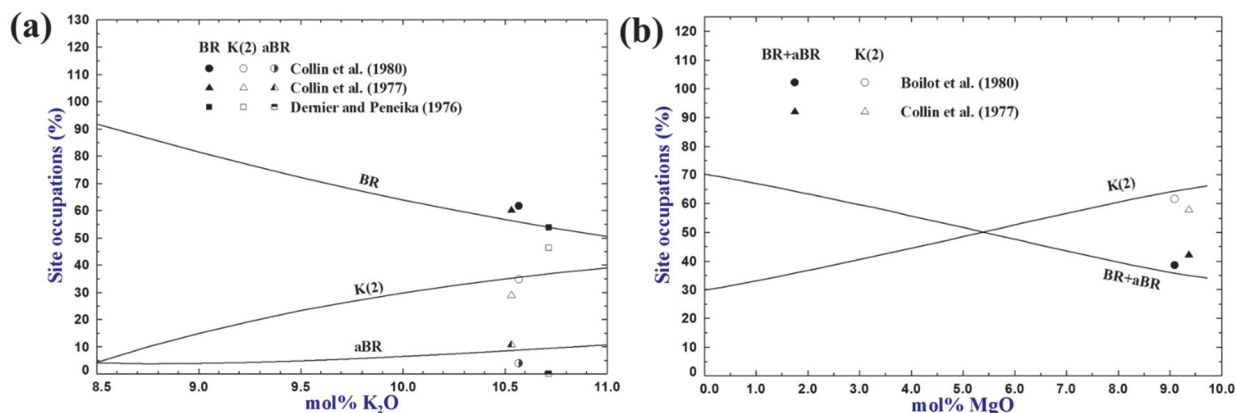 (a)
Site occupations (%)
130
120
110
100
90
80
70
60
50
40
30
20
10
0
BR K(2) aBR
Collin et al. (1980)
Collin et al. (1977)
Dernier and Peneika (1976)
BR
K(2)
aBR
8.5 9.0 9.5 10.0 10.5 11.0
mol% K₂O
(b)
Site occupations (%)
120
110
100
90
80
70
60
50
40
30
20
10
0
BR+aBR K(2)
Boilot et al. (1980)
Collin et al. (1977)
K(2)
BR+aBR
0.0 1.0 2.0 3.0 4.0 5.0 6.0 7.0 8.0 9.0 10.0
mol% MgO